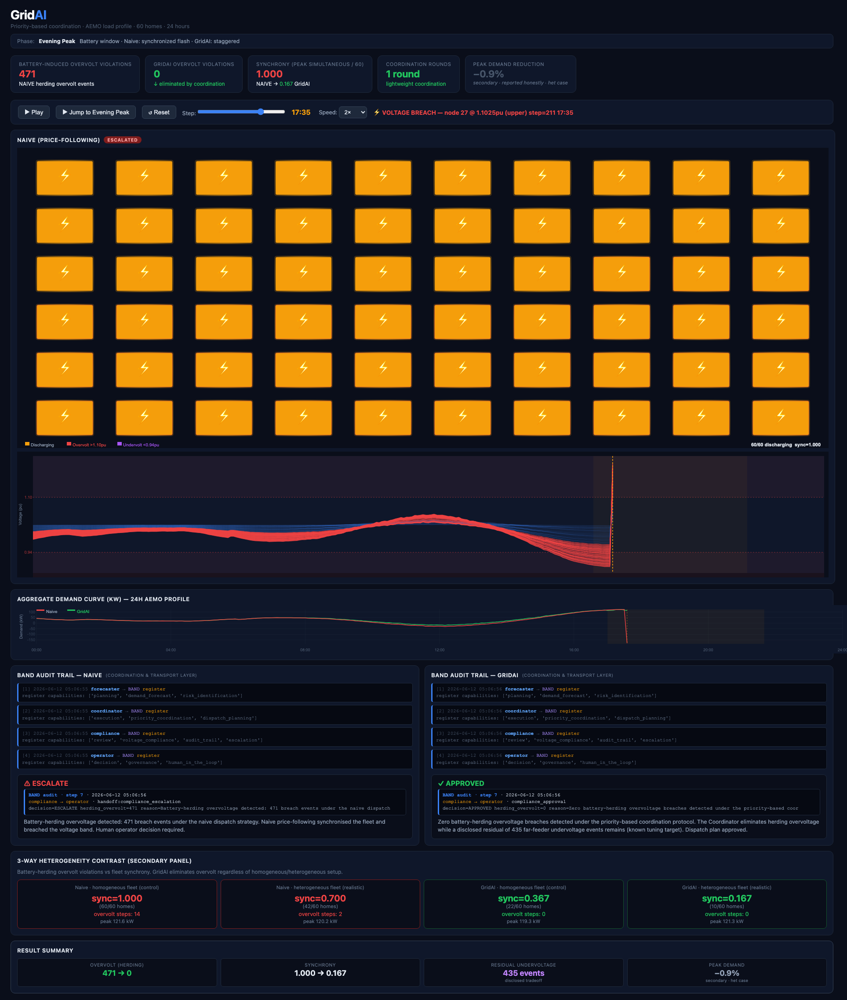 GridAI
Priority-based coordination · AEMO load profile · 60 homes · 24 hours
Phase: Evening Peak Battery window · Naive: synchronized flash · GridAI: staggered
BATTERY-INDUCED OVERVOLT VIOLATIONS
471
NAIVE herding overvolt events
GRIDAI OVERVOLT VIOLATIONS
0
↓ eliminated by coordination
SYNCHRONY (PEAK SIMULTANEOUS / 60)
1.000
NAIVE → 0.167 GridAI
COORDINATION ROUNDS
1 round
lightweight coordination
PEAK DEMAND REDUCTION
−0.9%
secondary · reported honestly · het case
▶ Play ▶ Jump to Evening Peak ↺ Reset Step: 17:35 Speed: 2× ⚡ VOLTAGE BREACH — node 27 @ 1.1025pu (upper) step=211 17:35
NAIVE (PRICE-FOLLOWING) ESCALATED
Discharging Overvolt >1.10pu Undervolt <0.94pu 60/60 discharging sync=1.000
1.10
Voltage (pu)
0.94
AGGREGATE DEMAND CURVE (KW) — 24H AEMO PROFILE
Naive GridAI
Demand (kW)
100
50
0
-50
-100
-150
00:00 04:00 08:00 12:00 16:00 20:00 24:00
BAND AUDIT TRAIL — NAIVE (COORDINATION & TRANSPORT LAYER)
[1] 2026-06-12 05:06:55 forecaster → BAND register
register capabilities: ['planning', 'demand_forecast', 'risk_identification']
[2] 2026-06-12 05:06:55 coordinator → BAND register
register capabilities: ['execution', 'priority_coordination', 'dispatch_planning']
[3] 2026-06-12 05:06:55 compliance → BAND register
register capabilities: ['review', 'voltage_compliance', 'audit_trail', 'escalation']
[4] 2026-06-12 05:06:55 operator → BAND register
register capabilities: ['decision', 'governance', 'human_in_the_loop']
⚠ ESCALATE
BAND audit · step 7 · 2026-06-12 05:06:56
compliance → operator · handoff:compliance_escalation
decision=ESCALATE herding_overvolt=471 reason=Battery-herding overvoltage detected: 471 breach events under the naive dispatch
Battery-herding overvoltage detected: 471 breach events under the naive dispatch strategy. Naive price-following synchronised the fleet and
breached the voltage band. Human operator decision required.
BAND AUDIT TRAIL — GRIDAI (COORDINATION & TRANSPORT LAYER)
[1] 2026-06-12 05:06:56 forecaster → BAND register
register capabilities: ['planning', 'demand_forecast', 'risk_identification']
[2] 2026-06-12 05:06:56 coordinator → BAND register
register capabilities: ['execution', 'priority_coordination', 'dispatch_planning']
[3] 2026-06-12 05:06:56 compliance → BAND register
register capabilities: ['review', 'voltage_compliance', 'audit_trail', 'escalation']
[4] 2026-06-12 05:06:56 operator → BAND register
register capabilities: ['decision', 'governance', 'human_in_the_loop']
✓ APPROVED
BAND audit · step 7 · 2026-06-12 05:06:56
compliance → operator · compliance_approval
decision=APPROVED herding_overvolt=0 reason=Zero battery-herding overvoltage breaches detected under the priority-based coor
Zero battery-herding overvoltage breaches detected under the priority-based coordination protocol. The Coordinator eliminates herding overvoltage
while a disclosed residual of 435 far-feeder undervoltage events remains (known tuning target). Dispatch plan approved.
3-WAY HETEROGENEITY CONTRAST (SECONDARY PANEL)
Battery-herding overvolt violations vs fleet synchrony. GridAI eliminates overvolt regardless of homogeneous/heterogeneous setup.
Naive · homogeneous fleet (control)
sync=1.000
(60/60 homes)
overvolt steps: 14
peak 121.6 kW
Naive · heterogeneous fleet (realistic)
sync=0.700
(42/60 homes)
overvolt steps: 2
peak 120.2 kW
GridAI · homogeneous fleet (control)
sync=0.367
(22/60 homes)
overvolt steps: 0
peak 119.3 kW
GridAI · heterogeneous fleet (realistic)
sync=0.167
(10/60 homes)
overvolt steps: 0
peak 121.3 kW
RESULT SUMMARY
OVERVOLT (HERDING)
471 → 0
SYNCHRONY
1.000 → 0.167
RESIDUAL UNDERVOLTAGE
435 events
disclosed tradeoff
PEAK DEMAND
−0.9%
secondary · het case